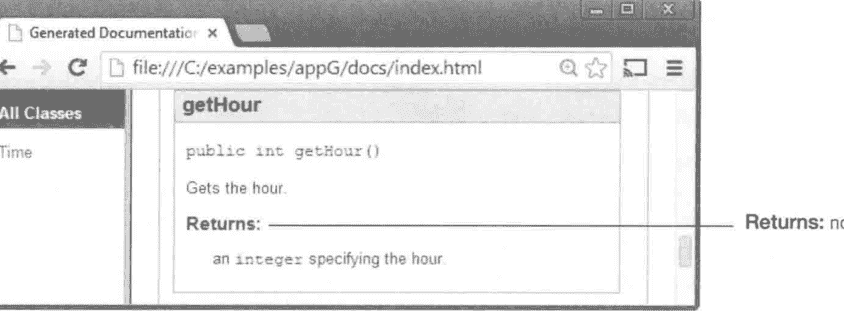 Generated Documentation
file:///C:/examples/appG/docs/index.html
All Classes
getHour
Time
public int getHour()
Gets the hour.
Returns:
Returns:
an integer specifying the hour.